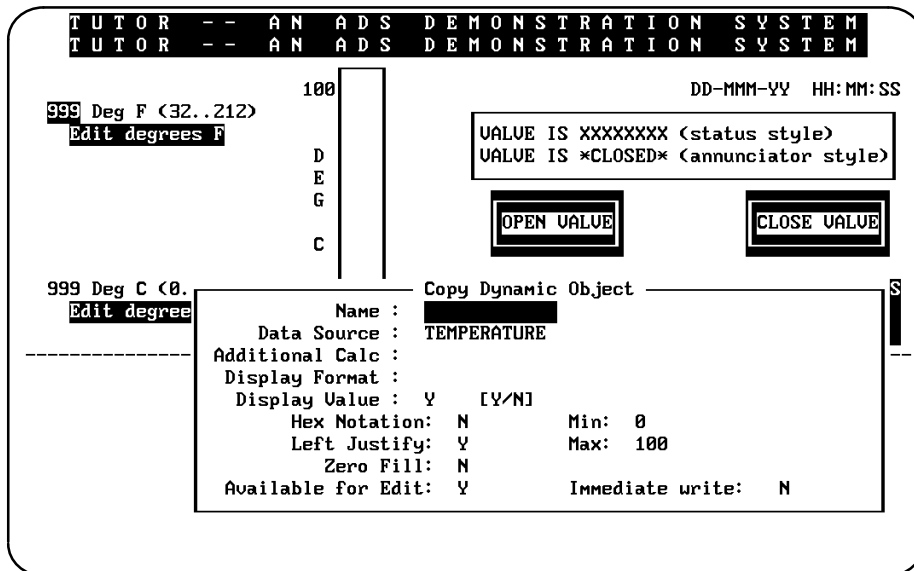 T U T O R -- A N A D S D E M O N S T R A T I O N S Y S T E M
T U T O R -- A N A D S D E M O N S T R A T I O N S Y S T E M
100
DD-MMM-YY HH:MM:SS
999 Deg F (32..212)
Edit degrees F
VALUE IS XXXXXXXX (status style)
VALUE IS *CLOSED* (annunciator style)
D
E
G
C
OPEN VALUE
CLOSE VALUE
999 Deg C (0.
Edit degree
S
Copy Dynamic Object
Name :
Data Source : TEMPERATURE
Additional Calc :
Display Format :
Display Value : Y [Y/N]
Hex Notation: N Min: 0
Left Justify: Y Max: 100
Zero Fill: N
Available for Edit: Y Immediate write: N